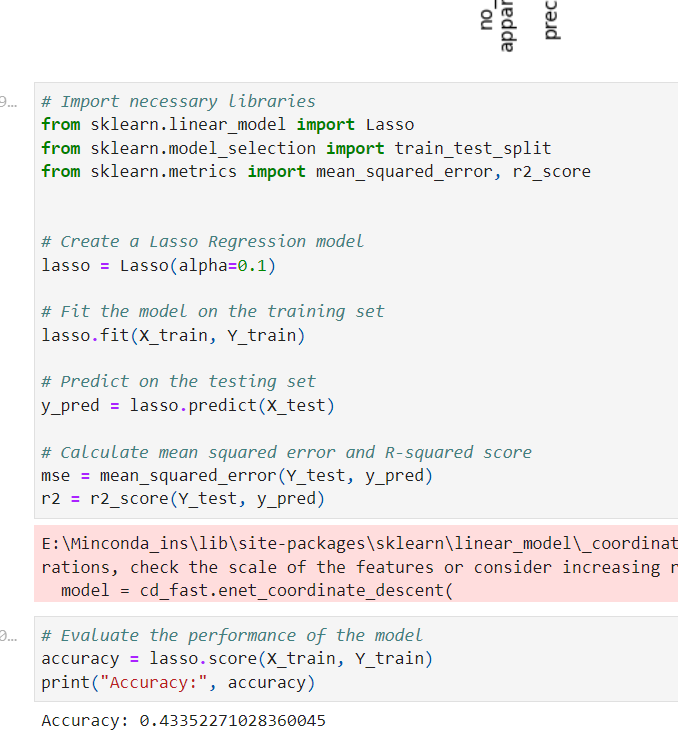 no_
appar
prec
9...
# Import necessary libraries
from sklearn.linear_model import Lasso
from sklearn.model_selection import train_test_split
from sklearn.metrics import mean_squared_error, r2_score
# Create a Lasso Regression model
lasso = Lasso(alpha=0.1)
# Fit the model on the training set
lasso.fit(X_train, Y_train)
# Predict on the testing set
y_pred = lasso.predict(X_test)
# Calculate mean squared error and R-squared score
mse = mean_squared_error(Y_test, y_pred)
r2 = r2_score(Y_test, y_pred)
E:\Minconda_ins\lib\site-packages\sklearn\linear_model\_coordinat
rations, check the scale of the features or consider increasing r
model = cd_fast.enet_coordinate_descent(
0...
# Evaluate the performance of the model
accuracy = lasso.score(X_train, Y_train)
print("Accuracy:", accuracy)
Accuracy: 0.43352271028360045